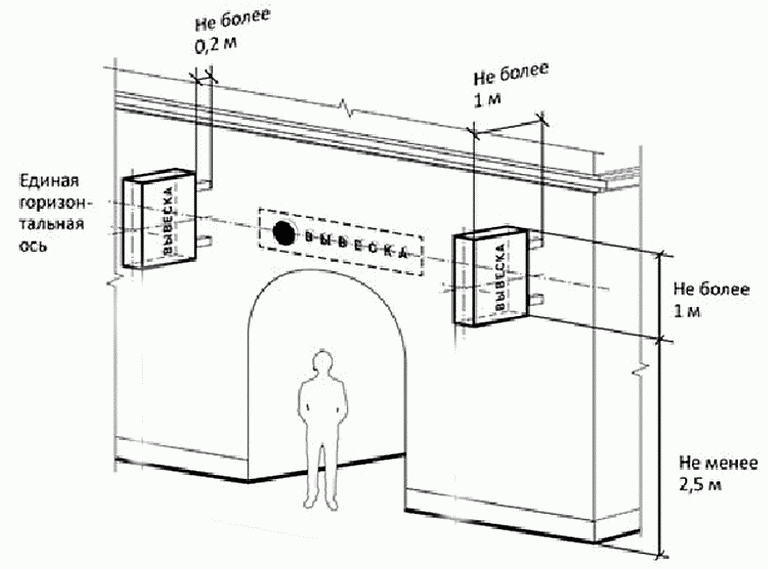 Не более
0,2 м
Не более
1 м
Единая
горизон-
тальная
ось
ВЫВЕСКА
ВЫВЕСКА
ВЫВЕСКА
Не более
1 м
Не менее
2,5 м